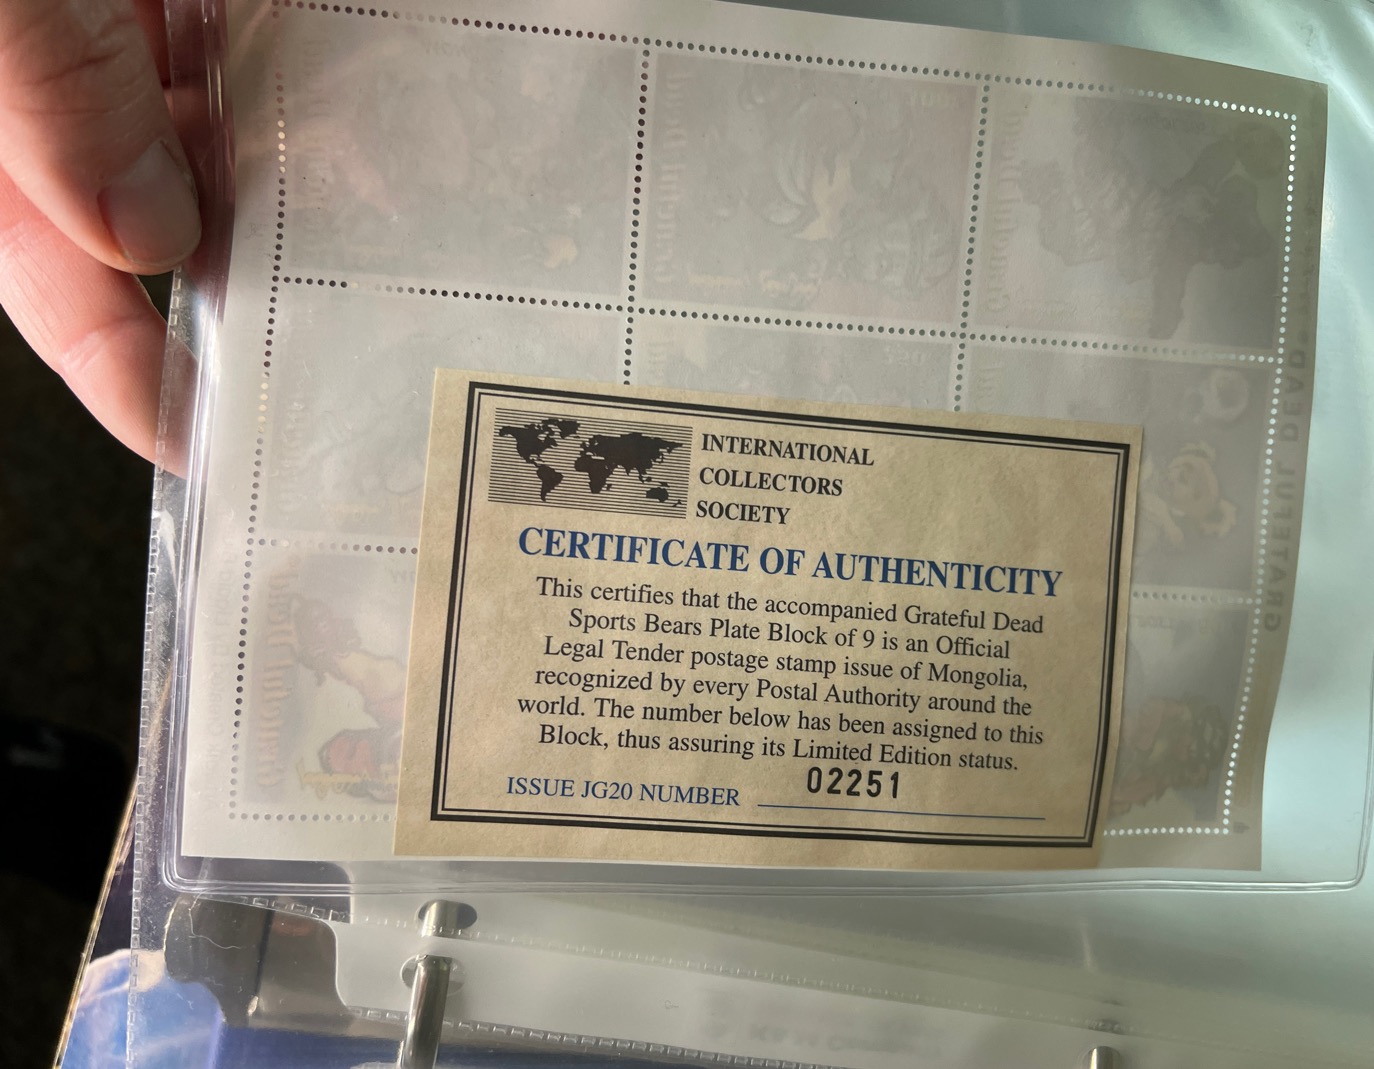 INTERNATIONAL
COLLECTORS
SOCIETY
CERTIFICATE OF AUTHENTICITY
This certifies that the accompanied Grateful Dead
Sports Bears Plate Block of 9 is an Official
Legal Tender postage stamp issue of Mongolia,
recognized by every Postal Authority around the
world. The number below has been assigned to this
Block, thus assuring its Limited Edition status.
ISSUE JG20 NUMBER 02251
GRATEFUL DEAD